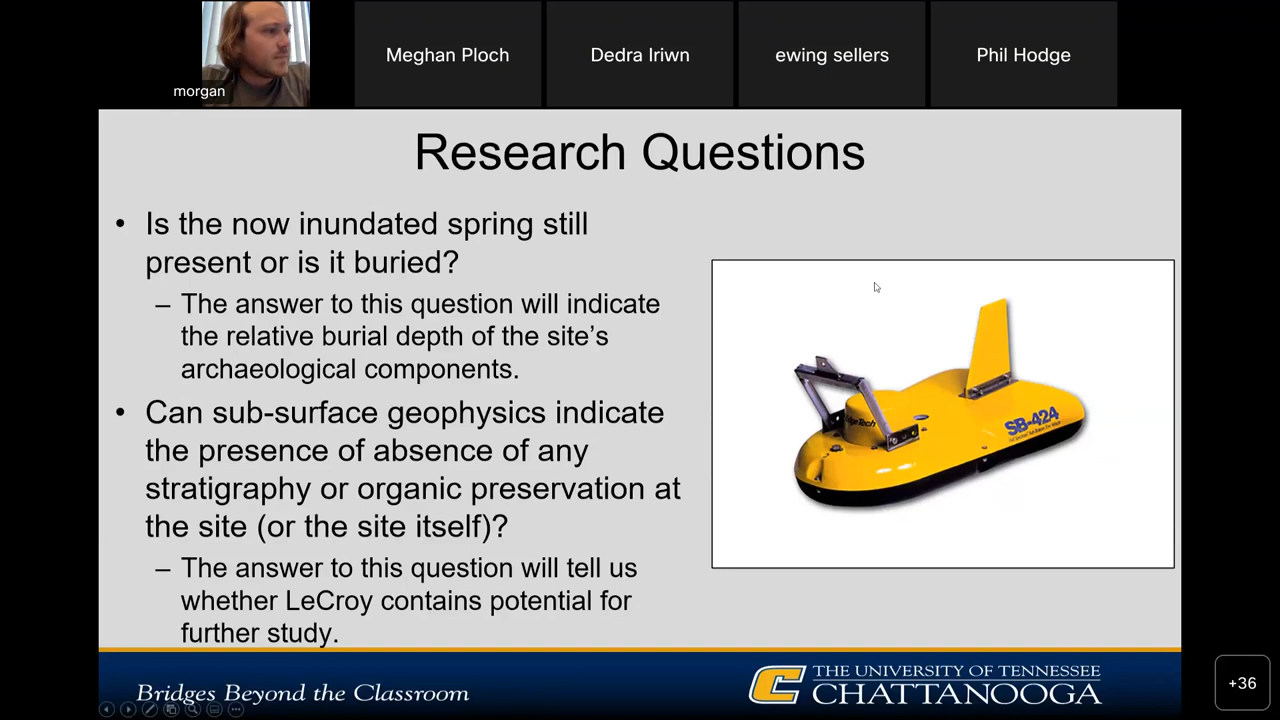 morgan
Meghan Ploch
Dedra Iriwn
ewing sellers
Phil Hodge
Research Questions
• Is the now inundated spring still
present or is it buried?
– The answer to this question will indicate
the relative burial depth of the site's
archaeological components.
• Can sub-surface geophysics indicate
the presence of absence of any
stratigraphy or organic preservation at
the site (or the site itself)?
– The answer to this question will tell us
whether LeCroy contains potential for
further study.
SB-424
Bridges Beyond the Classroom
THE UNIVERSITY OF TENNESSEE
CHATTANOOGA
+36